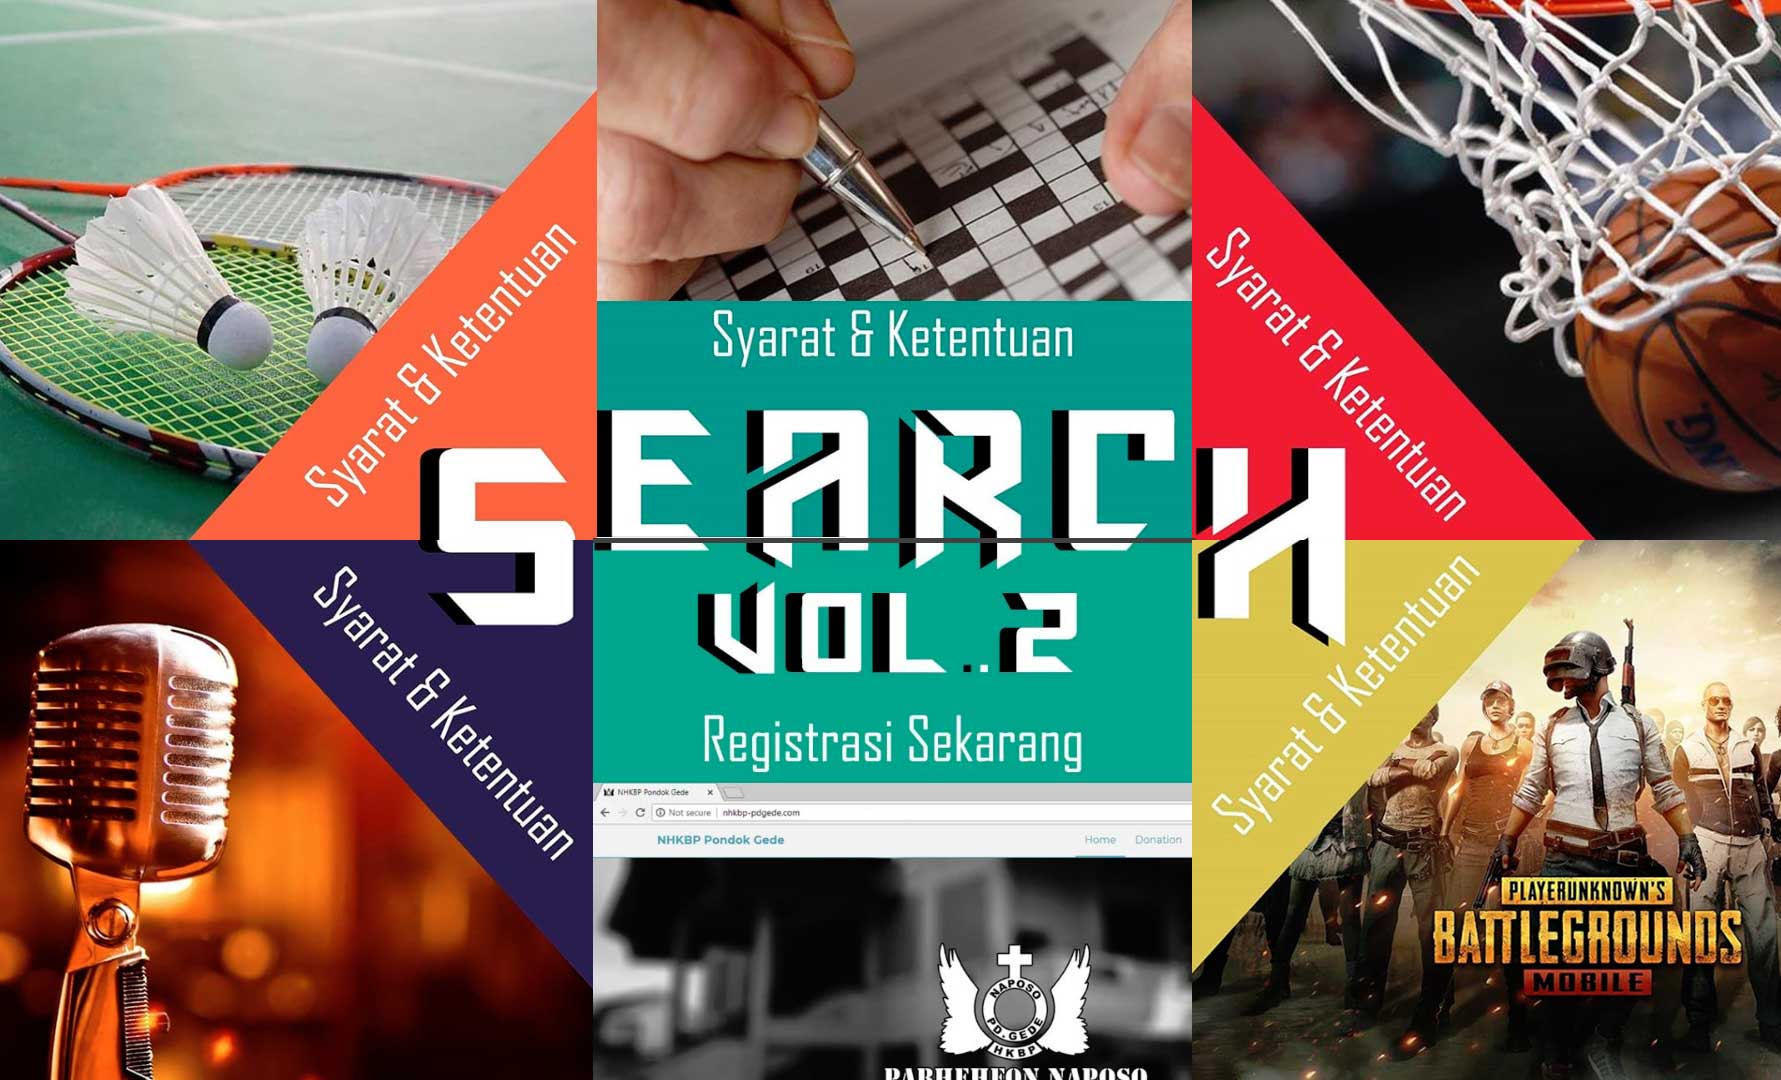 Syarat & Ketentuan
Syarat & Ketentuan
Syarat & Ketentuan
SEARCH
VOL..2
Syarat & Ketentuan
Registrasi Sekarang
Syarat & Ketentuan
NHKBP Pondok Gede
Not secure
nhkbp-pdgede.com
NHKBP Pondok Gede
Home
Donation
NAPOSO
PD. GEDE
HKBP
PARHEHEON NAPOSO
PLAYERUNKNOWN'S
BATTLEGROUNDS
MOBILE